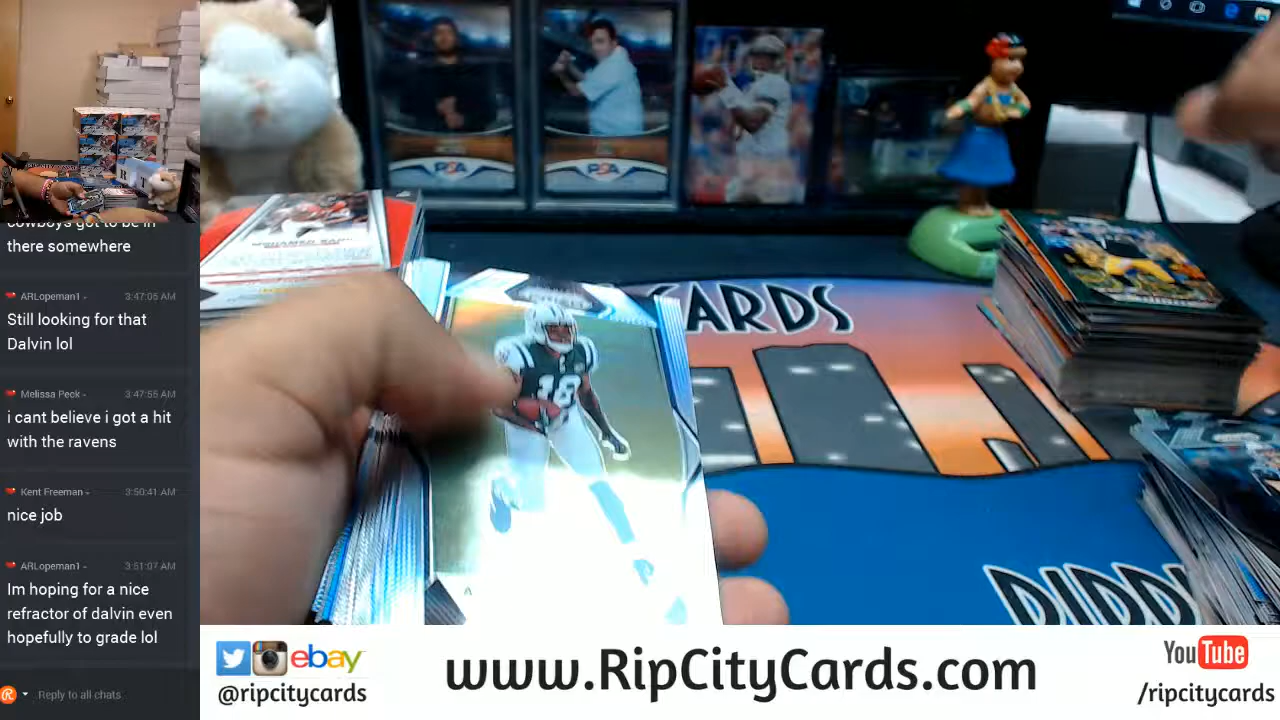 cowboys got to be in
there somewhere
ARLopeman1 - 3:47:05 AM
Still looking for that
Dalvin lol
Melissa Peck - 3:47:55 AM
i cant believe i got a hit
with the ravens
Kent Freeman - 3:50:41 AM
nice job
ARLopeman1 - 3:51:07 AM
Im hoping for a nice
refractor of dalvin even
hopefully to grade lol
Reply to all chats.
CARDS
18
ebay
@ripcitycards
www.RipCityCards.com
YouTube
/ripcitycards